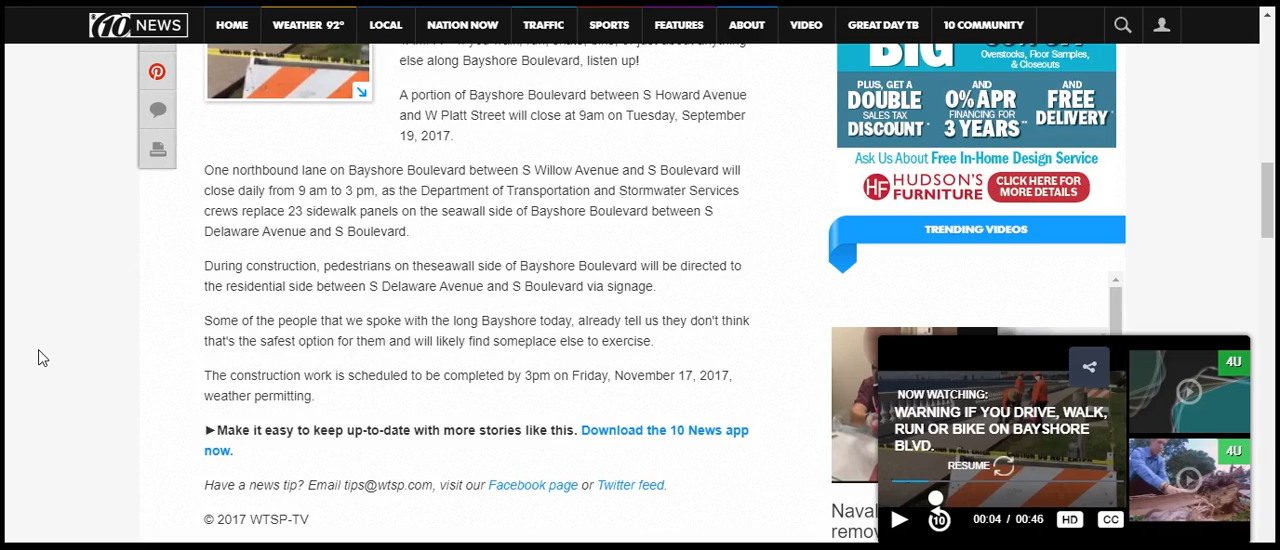 10 NEWS
HOME WEATHER 92° LOCAL NATION NOW TRAFFIC SPORTS FEATURES ABOUT VIDEO GREAT DAY TB 10 COMMUNITY
else along Bayshore Boulevard, listen up!
A portion of Bayshore Boulevard between S Howard Avenue
and W Platt Street will close at 9am on Tuesday, September
19, 2017.
One northbound lane on Bayshore Boulevard between S Willow Avenue and S Boulevard will
close daily from 9 am to 3 pm, as the Department of Transportation and Stormwater Services
crews replace 23 sidewalk panels on the seawall side of Bayshore Boulevard between S
Delaware Avenue and S Boulevard.
During construction, pedestrians on theseawall side of Bayshore Boulevard will be directed to
the residential side between S Delaware Avenue and S Boulevard via signage.
Some of the people that we spoke with the long Bayshore today, already tell us they don't think
that's the safest option for them and will likely find someplace else to exercise.
The construction work is scheduled to be completed by 3pm on Friday, November 17, 2017,
weather permitting.
►Make it easy to keep up-to-date with more stories like this. Download the 10 News app
now.
Have a news tip? Email tips@wtsp.com, visit our Facebook page or Twitter feed.
© 2017 WTSP-TV
BIG
Overstocks, Floor Samples,
& Closeouts
PLUS, GET A
DOUBLE
SALES TAX
DISCOUNT*
AND
0% APR
FINANCING FOR
3 YEARS**
AND
FREE
DELIVERY*
Ask Us About Free In-Home Design Service
HF HUDSON'S
FURNITURE
CLICK HERE FOR
MORE DETAILS
TRENDING VIDEOS
4U
NOW WATCHING:
WARNING IF YOU DRIVE, WALK,
RUN OR BIKE ON BAYSHORE
BLVD.
RESUME
4U
10
00:04 / 00:46 HD CC
Naval
remov